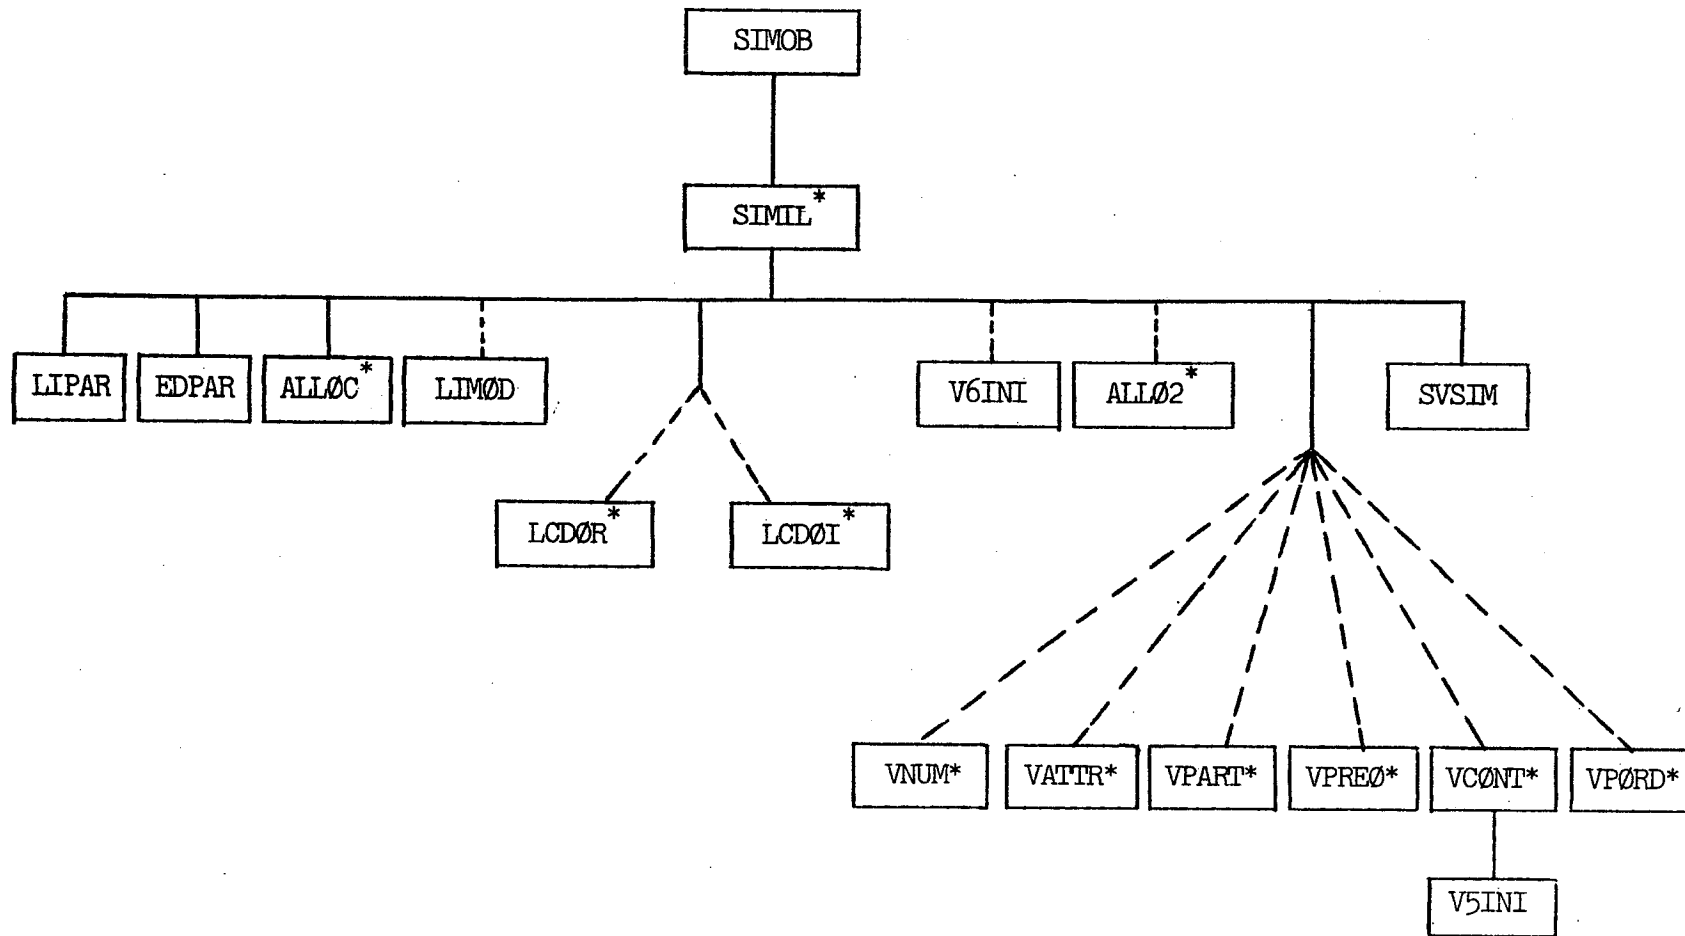 SIMOB
SIMIL*
LIPAR
EDPAR
ALLØC*
LIMØD
V6INI
ALLØ2*
SVSIM
LCDØR*
LCDØI*
VNUM*
VATTR*
VPART*
VPREØ*
VCØNT*
VPØRD*
V5INI